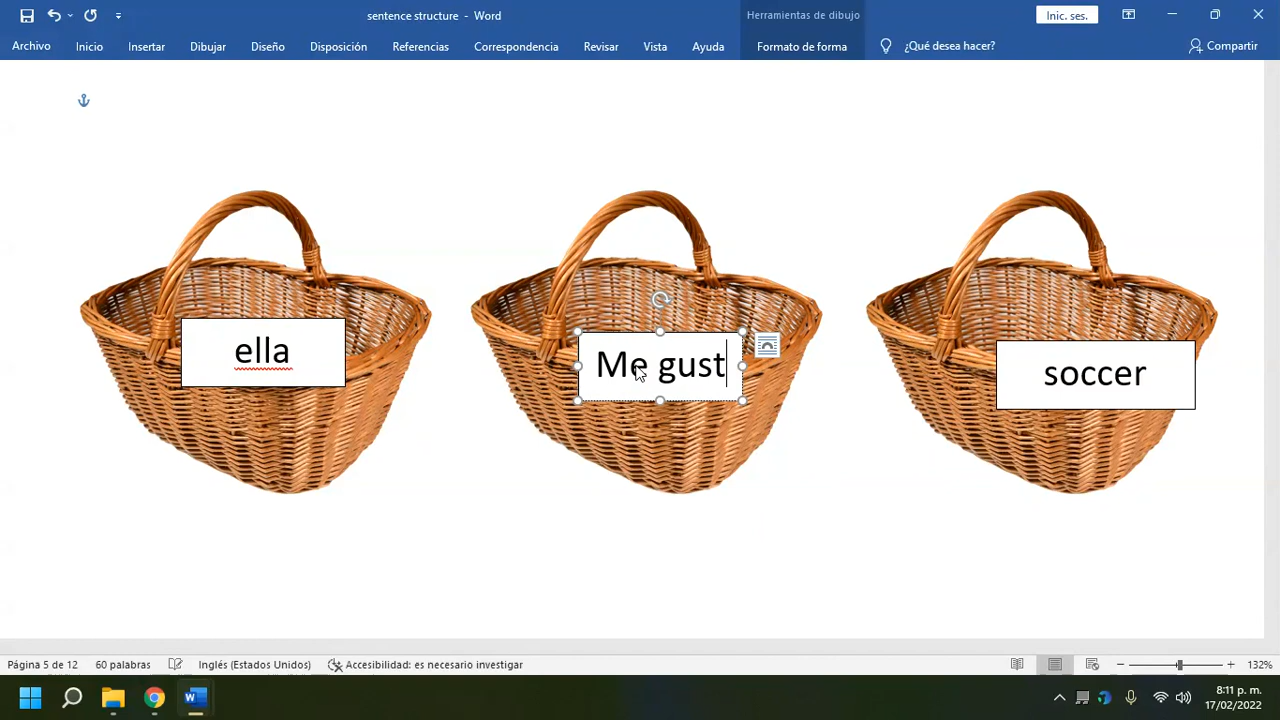 sentence structure - Word
Herramientas de dibujo
Inic. ses.
Archivo Inicio Insertar Dibujar Diseño Disposición Referencias Correspondencia Revisar Vista Ayuda Formato de forma ¿Qué desea hacer? Compartir
ella
Me gust
soccer
Página 5 de 12 60 palabras Inglés (Estados Unidos) Accesibilidad: es necesario investigar 132%
8:11 p. m.
17/02/2022